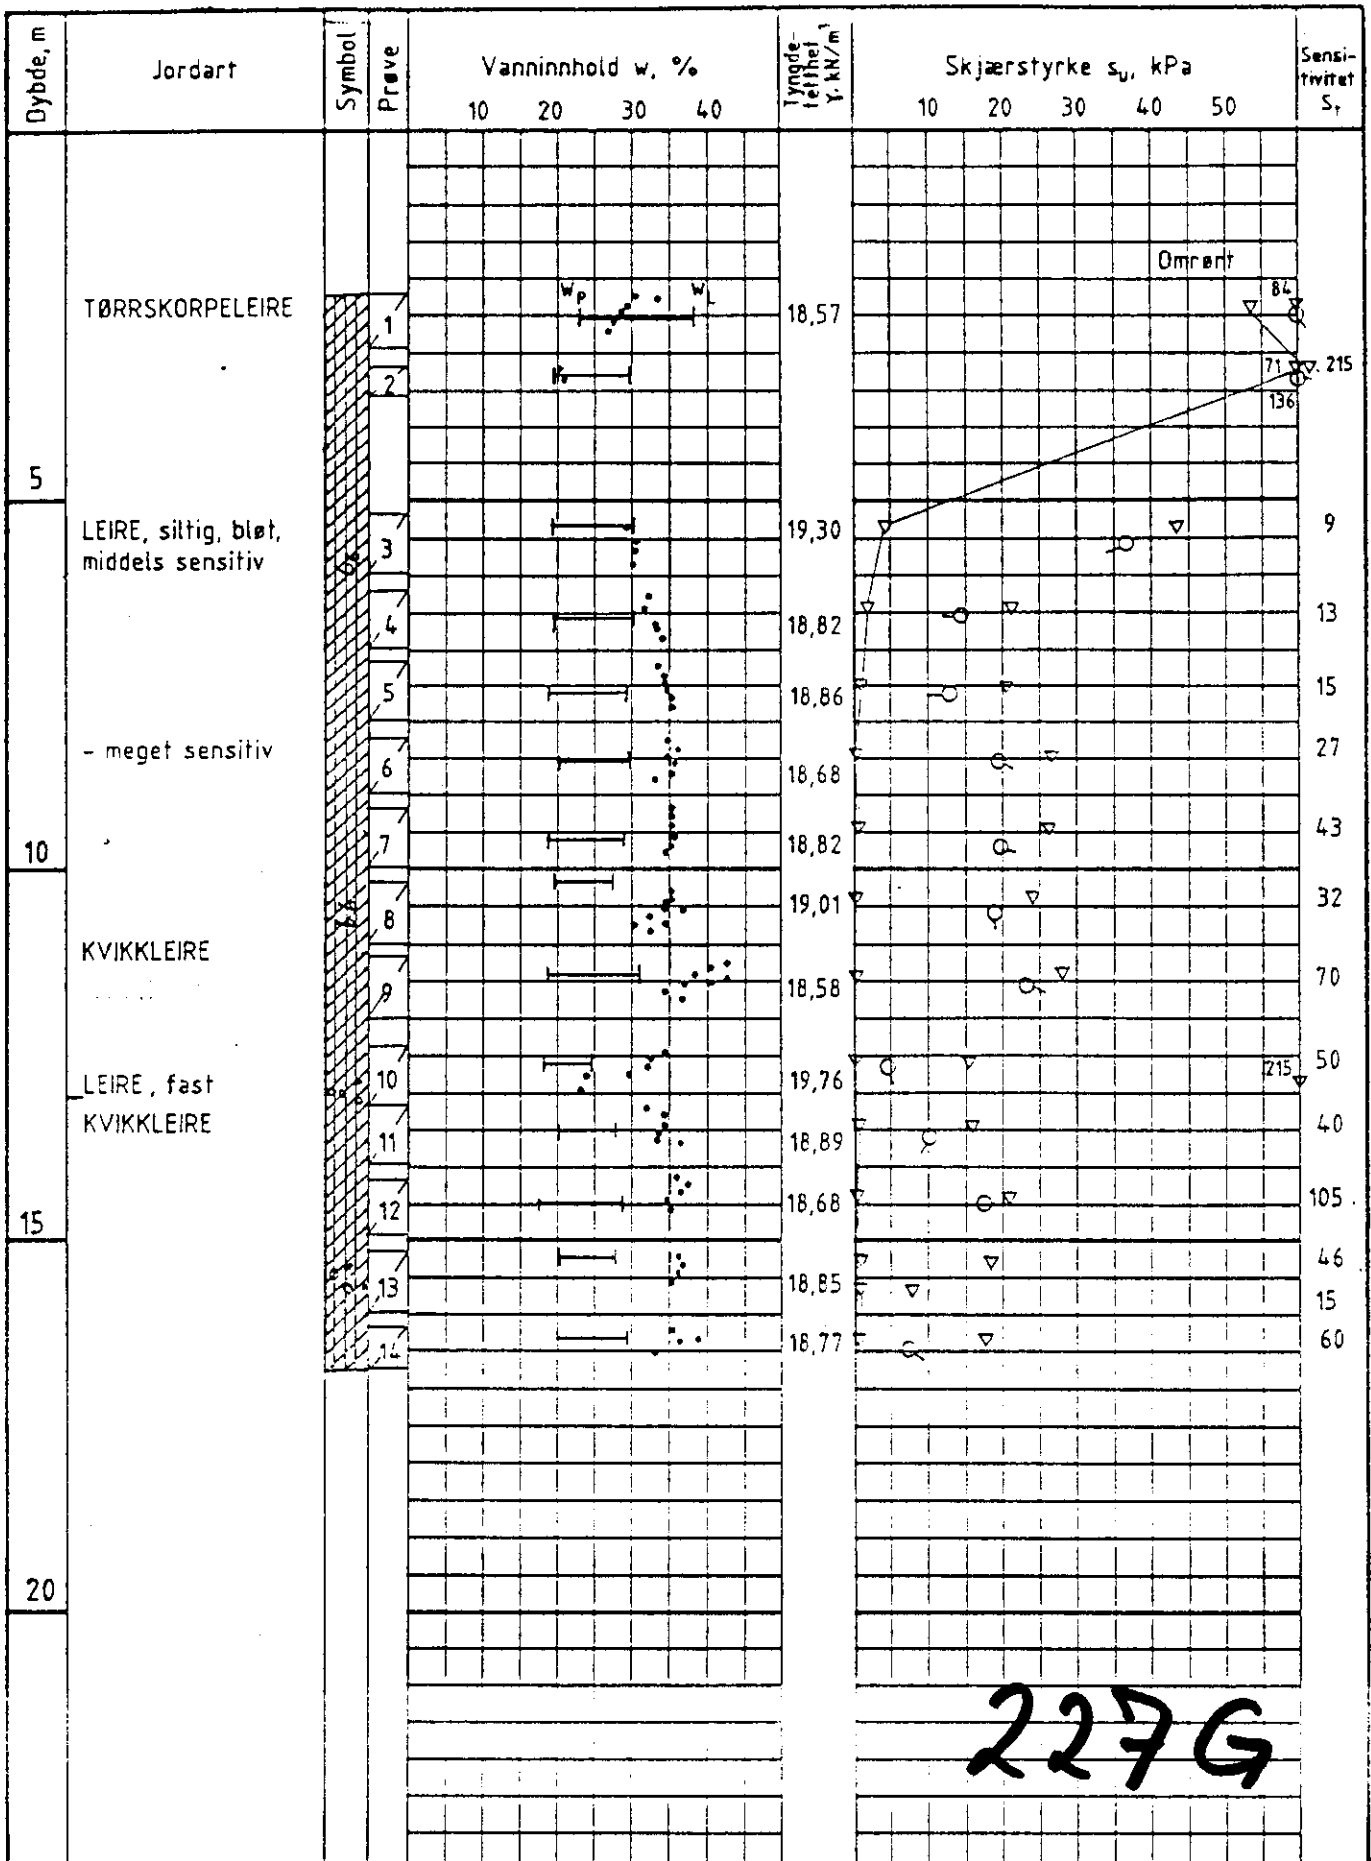 Dybde, m
Jordart
Symbol
Prøve
Vanninnhold w, %
10 20 30 40
Tyngde-
tetthet
γ, kN/m³
Skjærstyrke su, kPa
10 20 30 40 50
Sensi-
tivitet
St
Omrørt
TØRRSKORPELEIRE
1
wP
wL
18,57
84
2
71
215
136
5
LEIRE, siltig, bløt,
middels sensitiv
3
19,30
9
4
18,82
13
5
18,86
15
- meget sensitiv
6
18,68
27
7
18,82
43
10
8
19,01
32
KVIKKLEIRE
9
18,58
70
LEIRE, fast
10
19,76
215
50
KVIKKLEIRE
11
18,89
40
12
18,68
105
15
13
18,85
46
15
14
18,77
60
20
227G